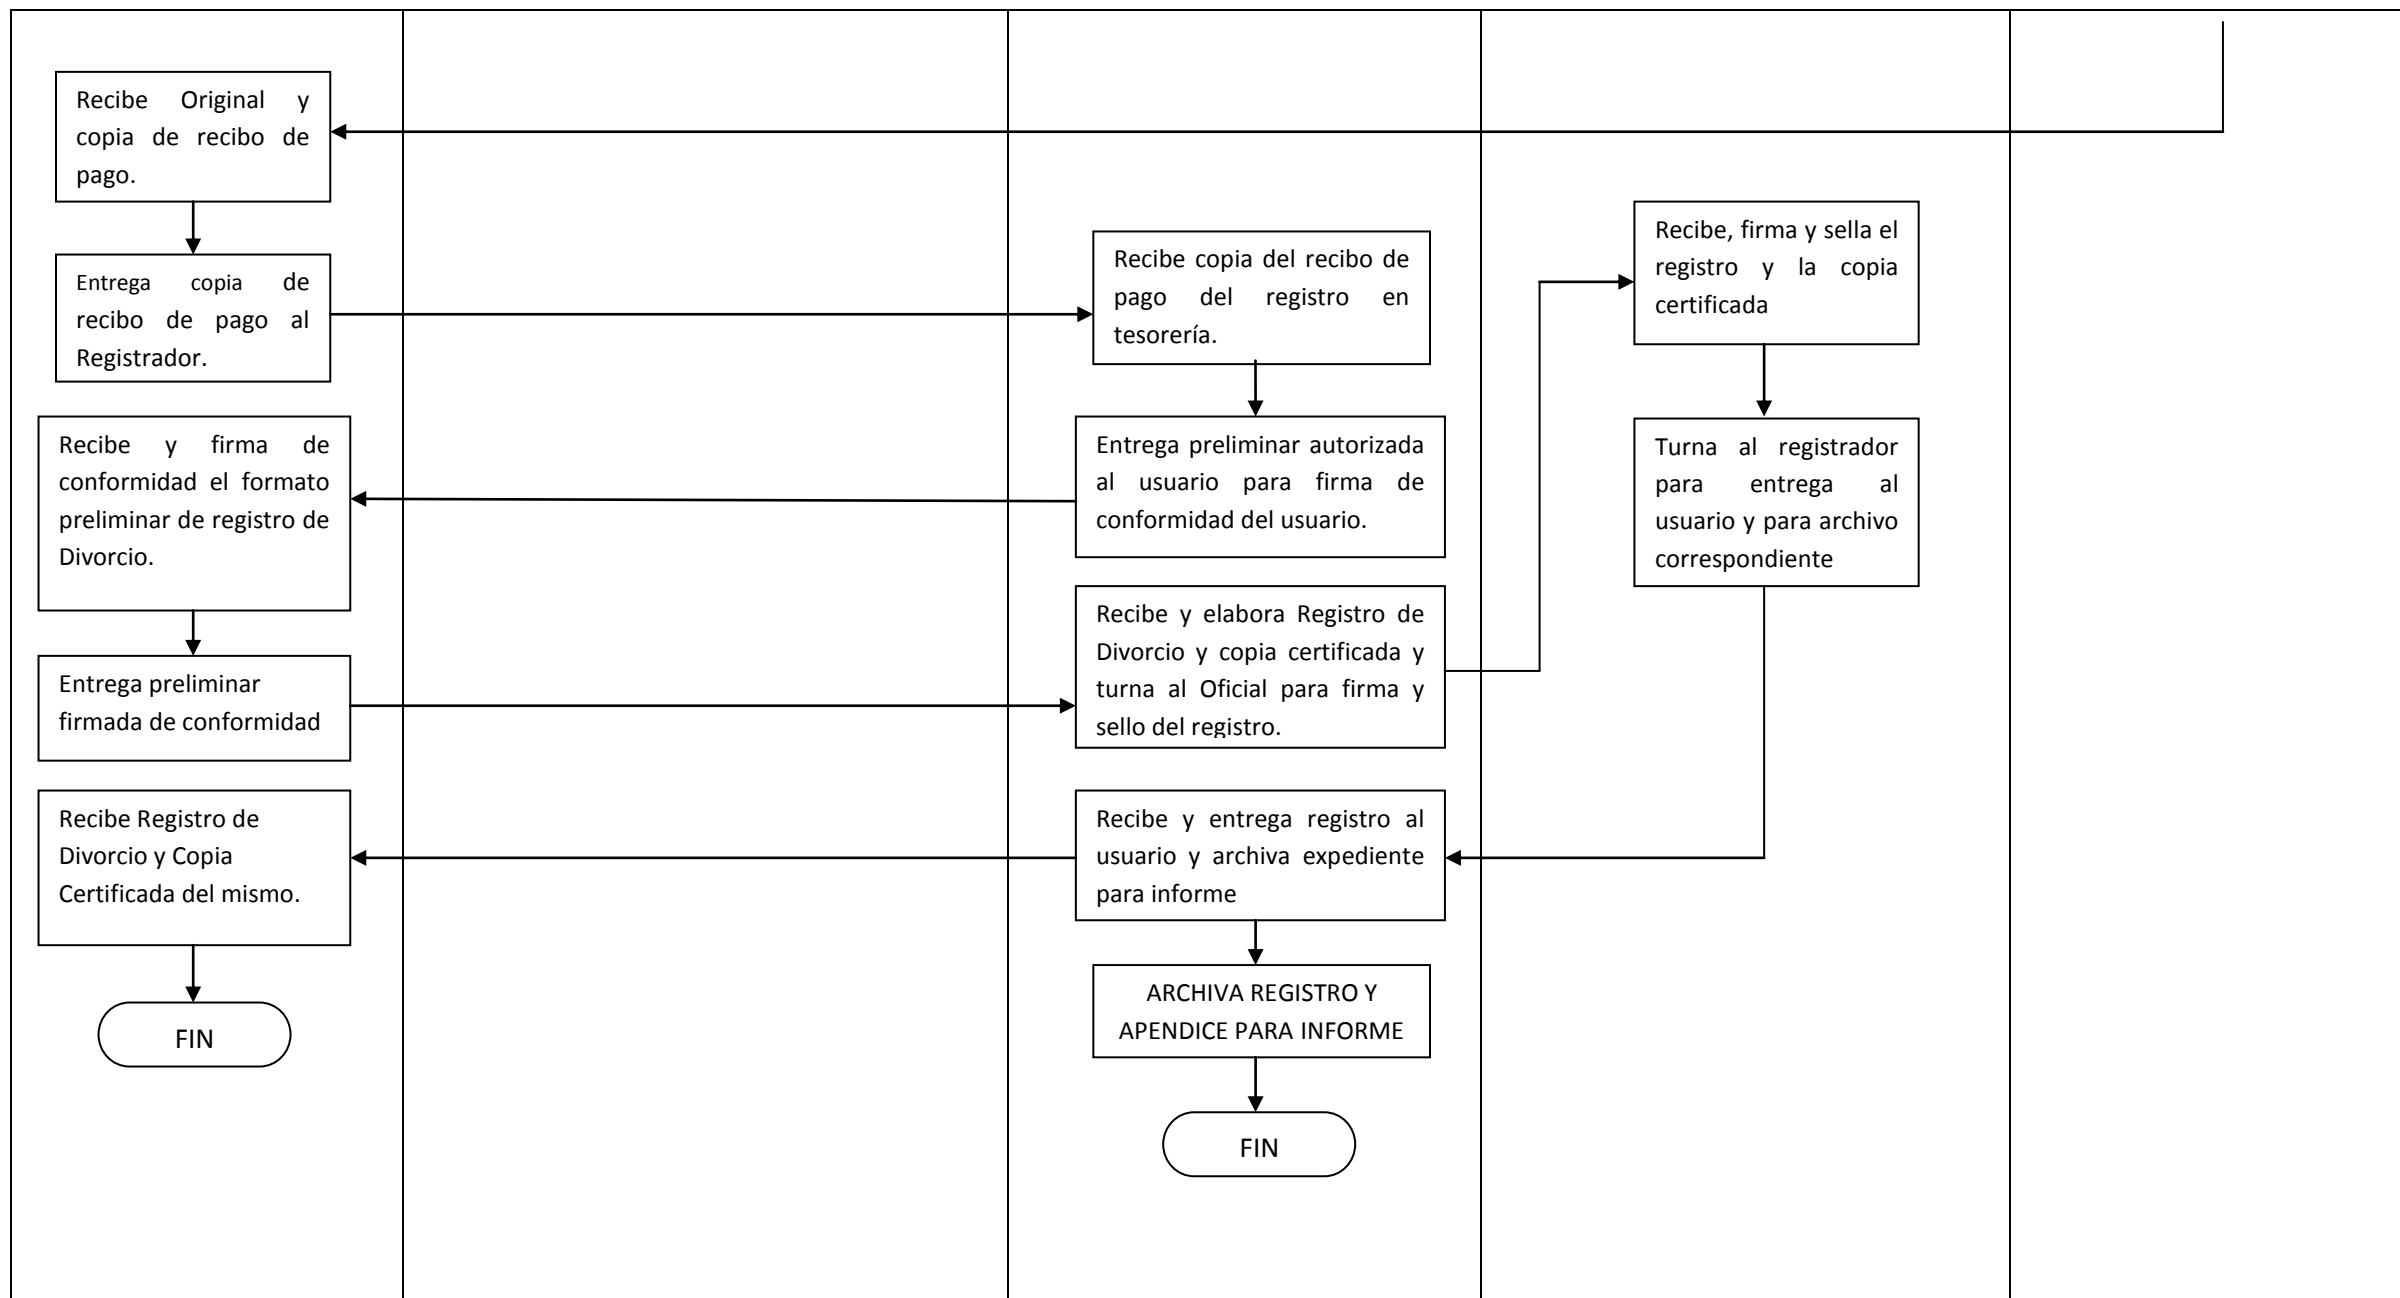 Recibe Original y
copia de recibo de
pago.
Entrega copia de
recibo de pago al
Registrador.
Recibe copia del recibo de
pago del registro en
tesorería.
Entrega preliminar autorizada
al usuario para firma de
conformidad del usuario.
Recibe y firma de
conformidad el formato
preliminar de registro de
Divorcio.
Entrega preliminar
firmada de conformidad
Recibe y elabora Registro de
Divorcio y copia certificada y
turna al Oficial para firma y
sello del registro.
Recibe, firma y sella el
registro y la copia
certificada
Turna al registrador
para entrega al
usuario y para archivo
correspondiente
Recibe y entrega registro al
usuario y archiva expediente
para informe
Recibe Registro de
Divorcio y Copia
Certificada del mismo.
FIN
ARCHIVA REGISTRO Y
APENDICE PARA INFORME
FIN